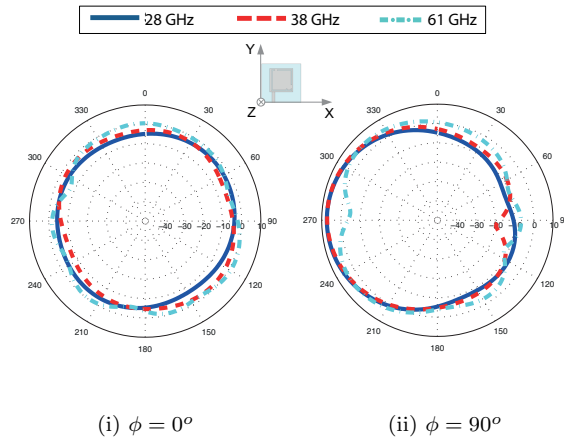 28 GHz 38 GHz 61 GHz
Y
Z X
0 0
330 30 330 30
300 60 300 60
270 −40 −30 −20 −10 0 10 90 270 −40 −30 −20 −10 0 10 90
240 120 240 120
210 150 210 150
180 180
(i) ϕ = 0° (ii) ϕ = 90°